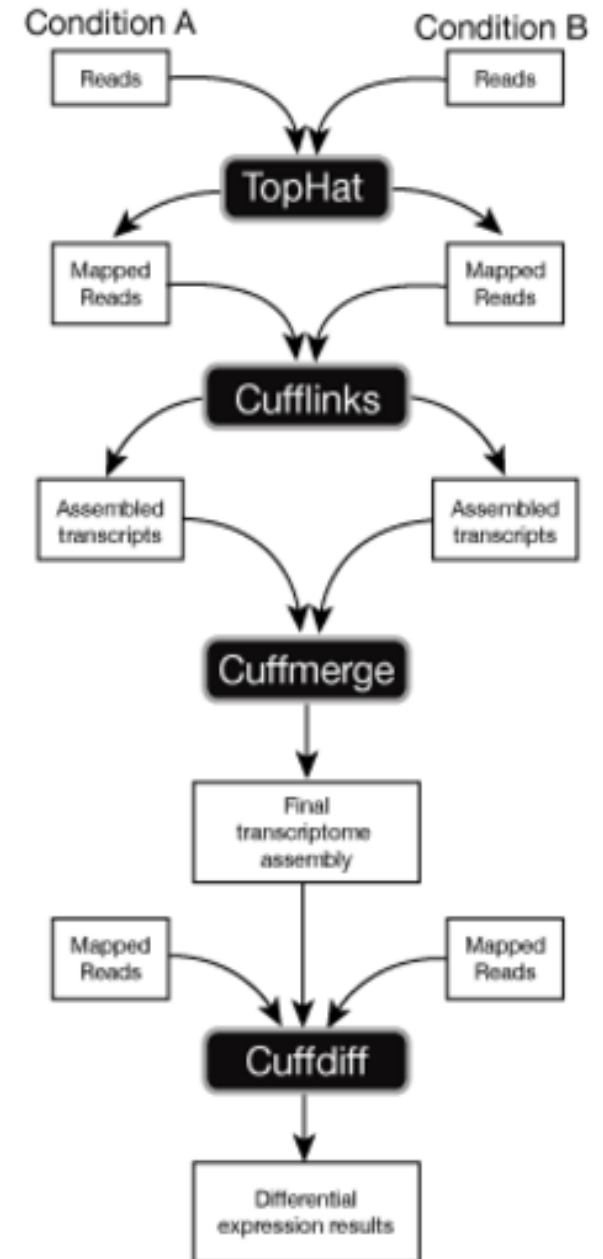 Condition A
Condition B
Reads
Reads
TopHat
Mapped
Reads
Mapped
Reads
Cufflinks
Assembled
transcripts
Assembled
transcripts
Cuffmerge
Final
transcriptome
assembly
Mapped
Reads
Mapped
Reads
Cuffdiff
Differential
expression results